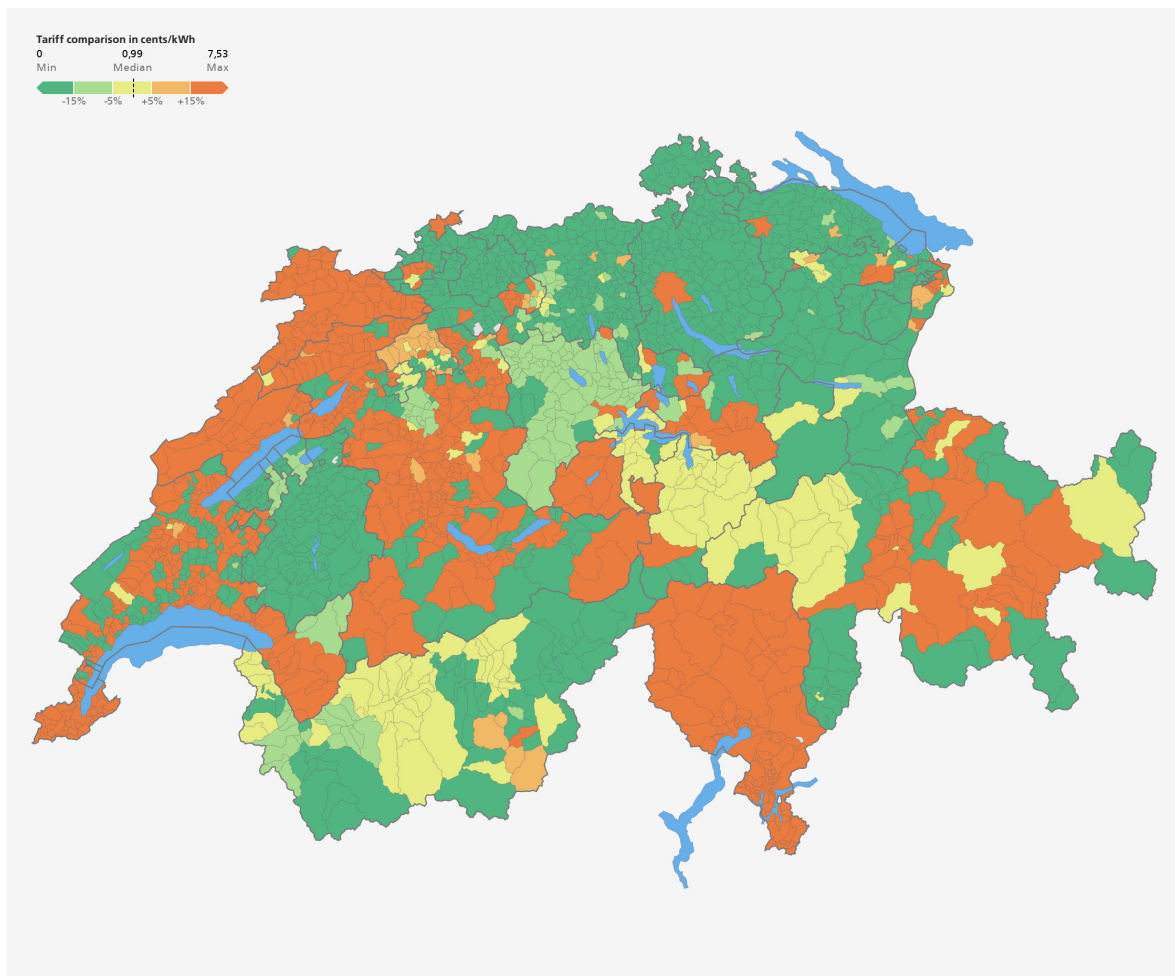 Tariff comparison in cents/kWh
0 0,99 7,53
Min Median Max
-15% -5% +5% +15%